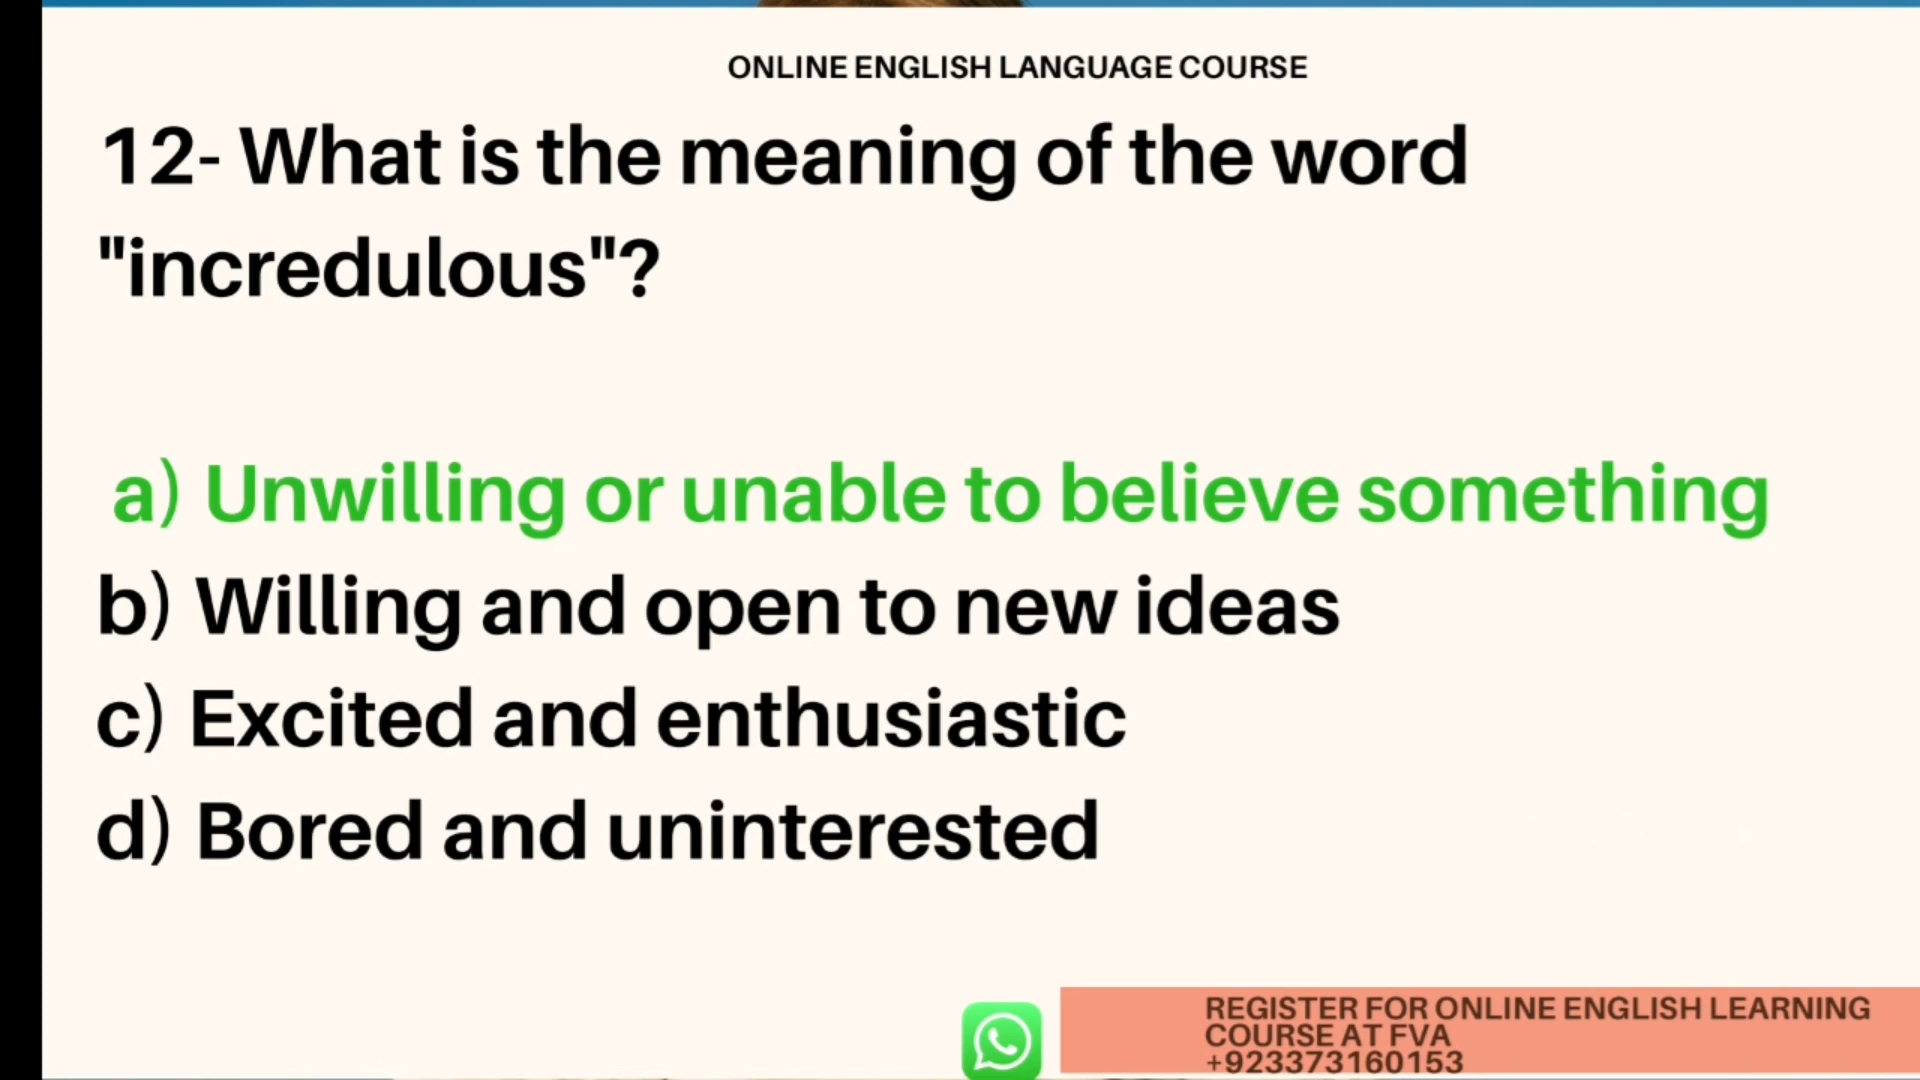 ONLINE ENGLISH LANGUAGE COURSE
12- What is the meaning of the word
"incredulous"?
a) Unwilling or unable to believe something
b) Willing and open to new ideas
c) Excited and enthusiastic
d) Bored and uninterested
REGISTER FOR ONLINE ENGLISH LEARNING
COURSE AT FVA
+923373160153